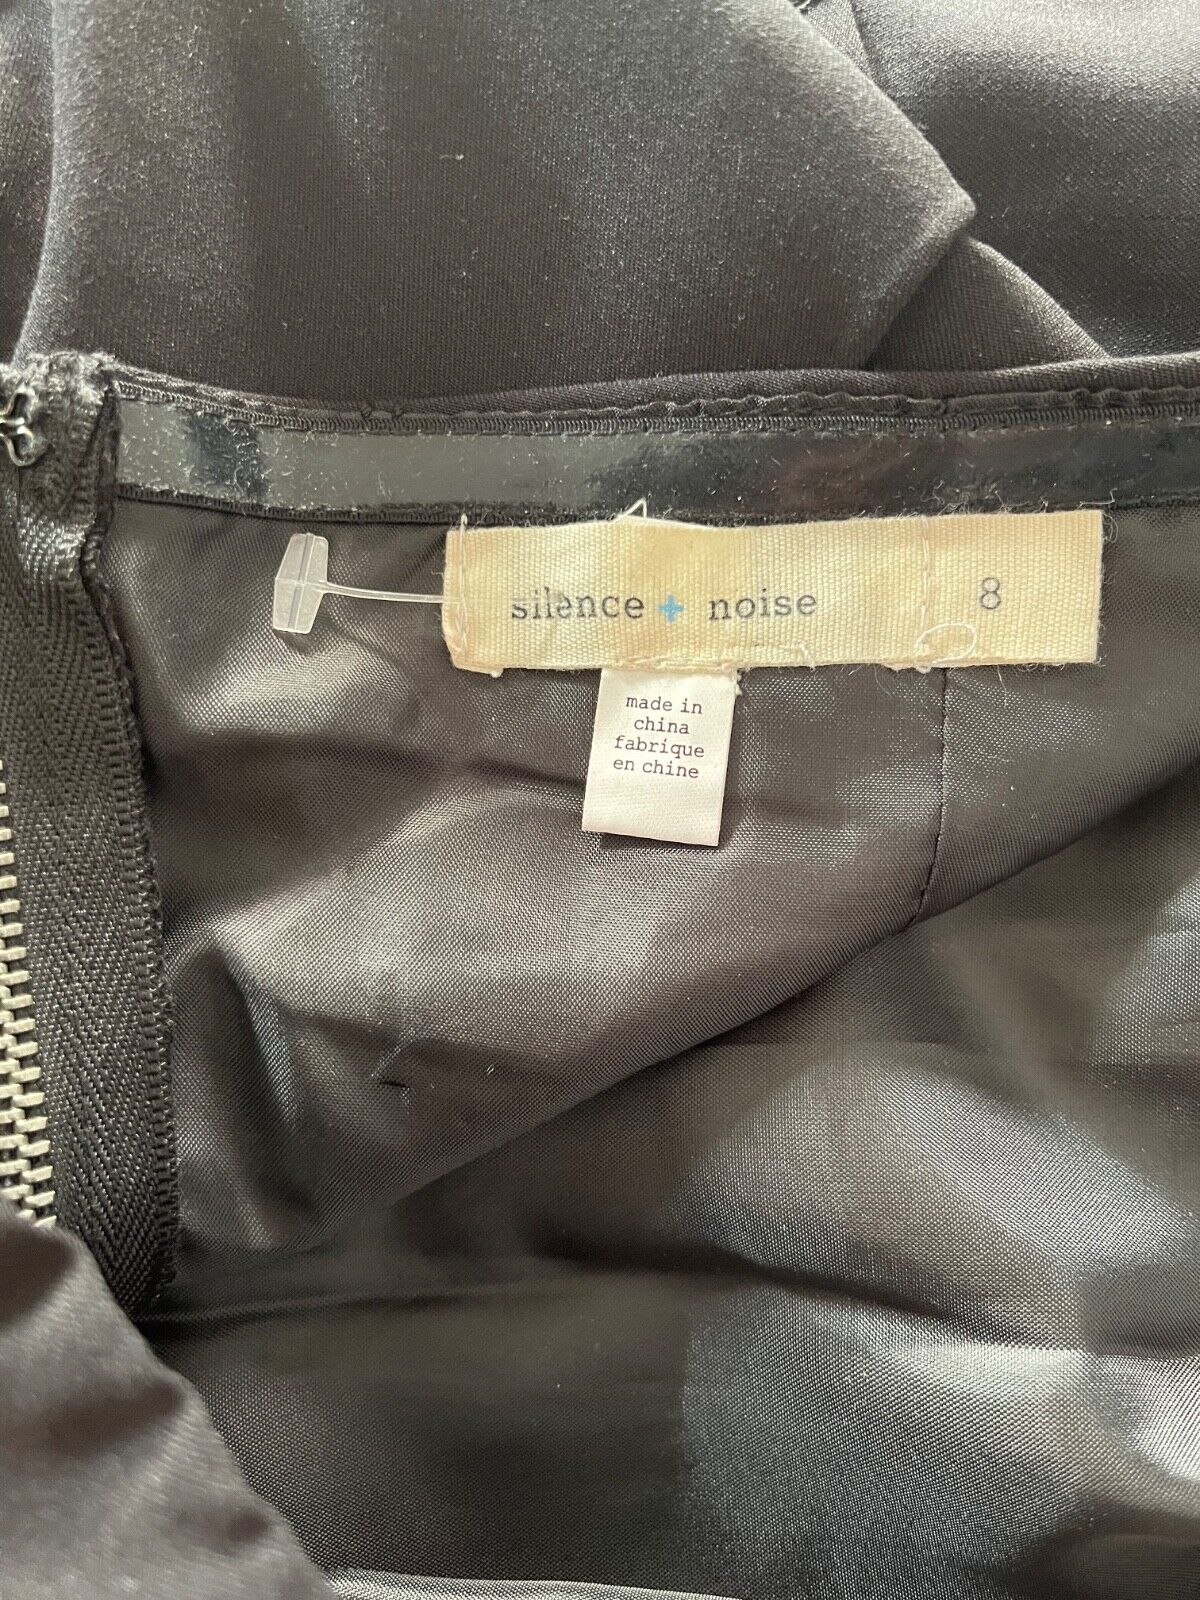 silence + noise
8
made in
china
fabrique
en chine